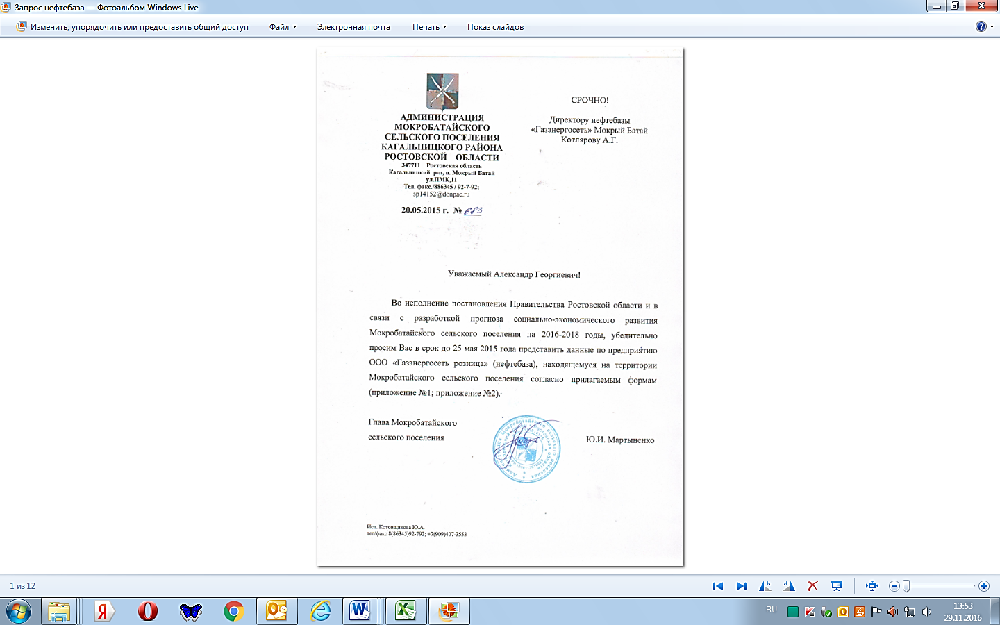 Запрос нефтебаза — Фотоальбом Windows Live
Изменить, упорядочить или предоставить общий доступ Файл Электронная почта Печать Показ слайдов
АДМИНИСТРАЦИЯ
МОКРОБАТАЙСКОГО
СЕЛЬСКОГО ПОСЕЛЕНИЯ
КАГАЛЬНИЦКОГО РАЙОНА
РОСТОВСКОЙ ОБЛАСТИ
347711 Ростовская область
Кагальницкий р-н, п. Мокрый Батай
ул.ПМК,11
Тел. факс./886345 / 92-7-92;
sp14152@donpac.ru
20.05.2015 г. № 683
СРОЧНО!
Директору нефтебазы
«Газэнергосеть» Мокрый Батай
Котлярову А.Г.
Уважаемый Александр Георгиевич!
Во исполнение постановления Правительства Ростовской области и в
связи с разработкой прогноза социально-экономического развития
Мокробатайского сельского поселения на 2016-2018 годы, убедительно
просим Вас в срок до 25 мая 2015 года представить данные по предприятию
ООО «Газэнергосеть розница» (нефтебаза), находящемуся на территории
Мокробатайского сельского поселения согласно прилагаемым формам
(приложение №1; приложение №2).
Глава Мокробатайского
сельского поселения Ю.И. Мартыненко
Исп. Котовщикова Ю.А.
тел/факс 8(86345)92-792; +7(909)407-3553
1 из 12
RU 13:53
29.11.2016